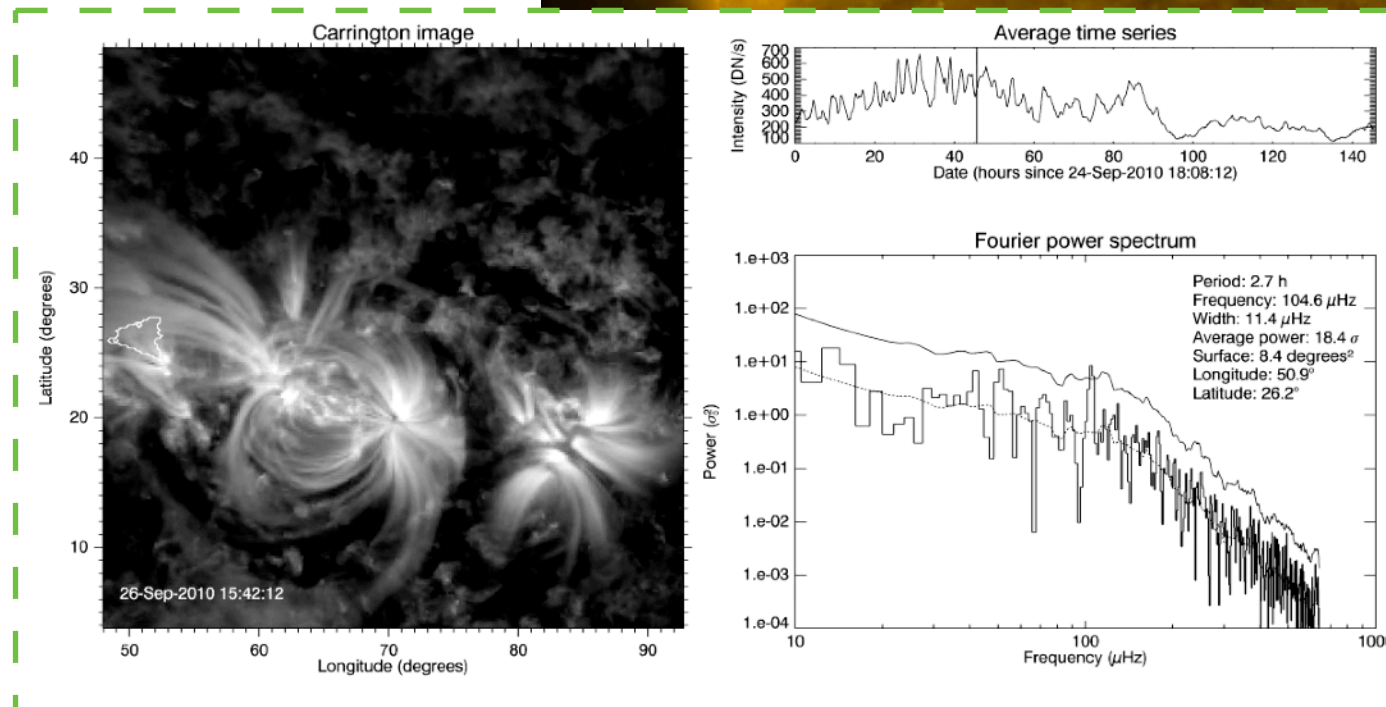 Carrington image
Latitude (degrees)
40
30
20
10
26-Sep-2010 15:42:12
50 60 70 80 90
Longitude (degrees)
Average time series
Intensity (DN/s)
700
600
500
400
300
200
100
0 20 40 60 80 100 120 140
Date (hours since 24-Sep-2010 18:08:12)
Fourier power spectrum
Power (σ₀²)
1.e+03
1.e+02
1.e+01
1.e+00
1.e-01
1.e-02
1.e-03
1.e-04
Period: 2.7 h
Frequency: 104.6 μHz
Width: 11.4 μHz
Average power: 18.4 σ
Surface: 8.4 degrees²
Longitude: 50.9°
Latitude: 26.2°
10 100 100
Frequency (μHz)